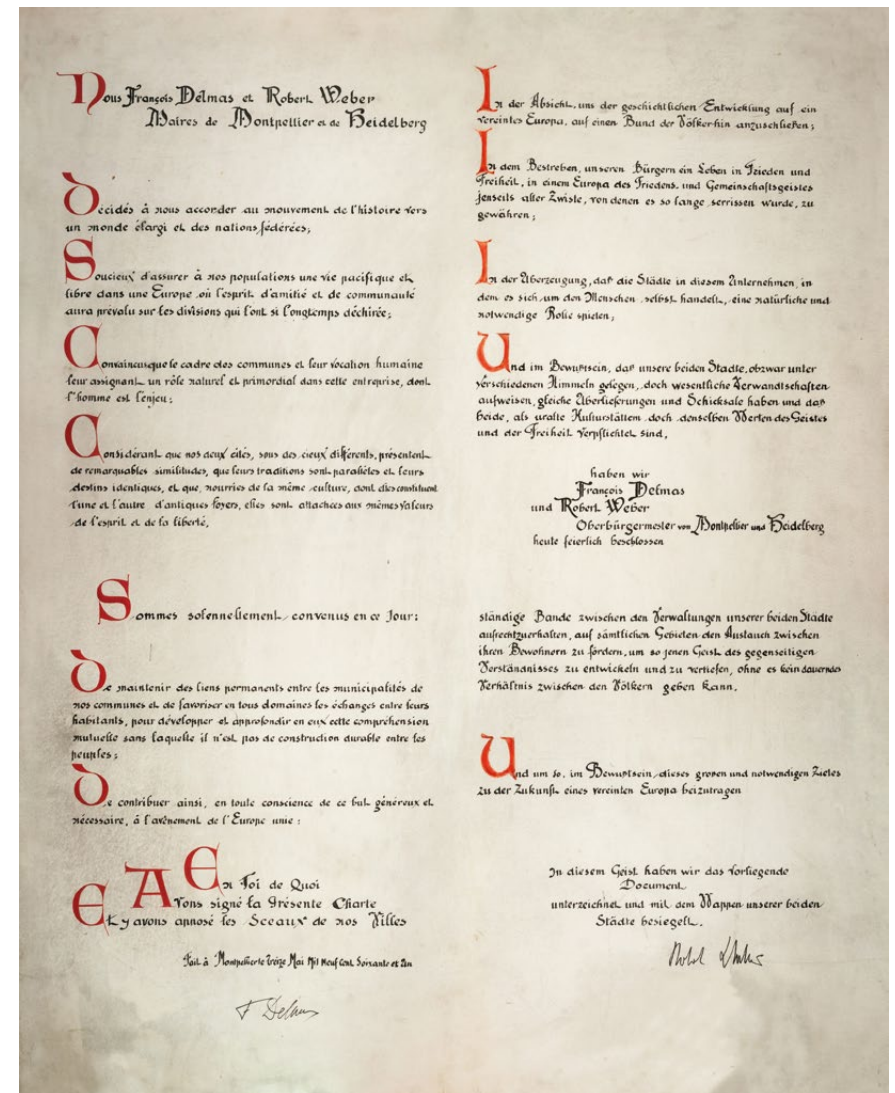 Nous François Delmas et Robert Weber
Maires de Montpellier et de Heidelberg
Décidés à nous accorder au mouvement de l'histoire vers
un monde élargi et des nations fédérées;
Soucieux d'assurer à nos populations une vie pacifique et
libre dans une Europe où l'esprit d'amitié et de communauté
aura prévalu sur les divisions qui l'ont si longtemps déchirée;
Convaincus que le cadre des communes et leur vocation humaine
leur assignent un rôle naturel et primordial dans cette entreprise, dont
l'homme est l'enjeu;
Considérant que nos deux cités, sous des cieux différents, présentent
de remarquables similitudes, que leurs traditions sont parallèles et leurs
destins identiques, et que, nourries de la même culture, dont elles constituent
l'une et l'autre d'antiques foyers, elles sont attachées aux mêmes valeurs
de l'esprit et de la liberté,
Sommes solennellement convenus en ce Jour:
De maintenir des liens permanents entre les municipalités de
nos communes et de favoriser en tous domaines les échanges entre leurs
habitants, pour développer et approfondir en eux cette compréhension
mutuelle sans laquelle il n'est pas de construction durable entre les
peuples;
De contribuer ainsi, en toute conscience de ce but généreux et
nécessaire, à l'avènement de l'Europe unie:
En Foi de Quoi
Avons signé la Présente Charte
Et y avons apposé les Sceaux de nos Villes
Fait à Montpellier le treize Mai Mil Neuf Cent Soixante et Un
F Delmas
In der Absicht, uns der geschichtlichen Entwicklung auf ein
vereintes Europa, auf einen Bund der Völker hin anzuschließen;
In dem Bestreben, unseren Bürgern ein Leben in Frieden und
Freiheit, in einem Europa des Friedens, und Gemeinschaftsgeistes
jenseits alter Zwiste, von denen es so lange serrissen wurde, zu
gewähren;
In der Überzeugung, daß die Städte in diesem Unternehmen, in
dem es sich um den Menschen selbst handelt, eine natürliche und
notwendige Rolle spielen;
Und im Bewußtsein, daß unsere beiden Stadte, obzwar unter
verschiedenen Himmeln gelegen, doch wesentliche Verwandtschaften
aufweisen, gleiche Überlieferungen und Schicksale haben und daß
beide, als uralte Kulturstättem doch denselben Werten des Geistes
und der Freiheit verpflichtet sind,
haben wir
François Delmas
und Robert Weber
Oberbürgermester von Montpellier und Heidelberg
heute feierlich beschlossen
ständige Bande zwischen den Verwaltungen unserer beiden Städte
aufrechtzuerhalten, auf sämtlichen Gebieten den Austausch zwischen
ihren Bewohnorn zu fördern, um so jenen Geist des gegenseitigen
Verständnisses zu entwickeln und zu vertiefen, ohne es kein dauerndes
Verhältnis zwischen den Völkern geben kann.
Und um so, im Bewußtsein dieses großen und notwendigen Zieles
zu der Zukunft eines vereinten Europa beizutragen
In diesem Geist haben wir das vorliegende
Document
unterzeichnet und mit dem Wappen unserer beiden
Städte besiegelt.